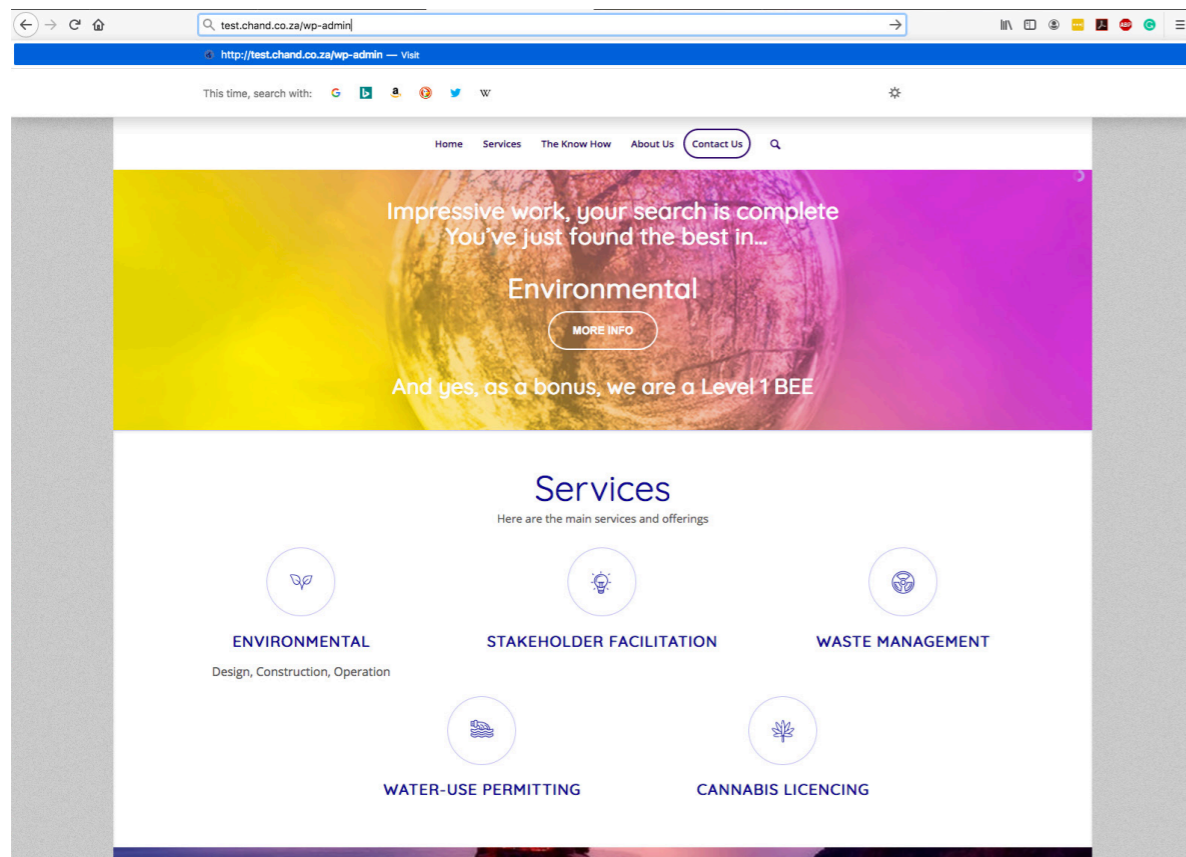 test.chand.co.za/wp-admin
http://test.chand.co.za/wp-admin — Visit
This time, search with:
Home Services The Know How About Us Contact Us
Impressive work, your search is complete
You've just found the best in...
Environmental
MORE INFO
And yes, as a bonus, we are a Level 1 BEE
Services
Here are the main services and offerings
ENVIRONMENTAL STAKEHOLDER FACILITATION WASTE MANAGEMENT
Design, Construction, Operation
WATER-USE PERMITTING CANNABIS LICENCING